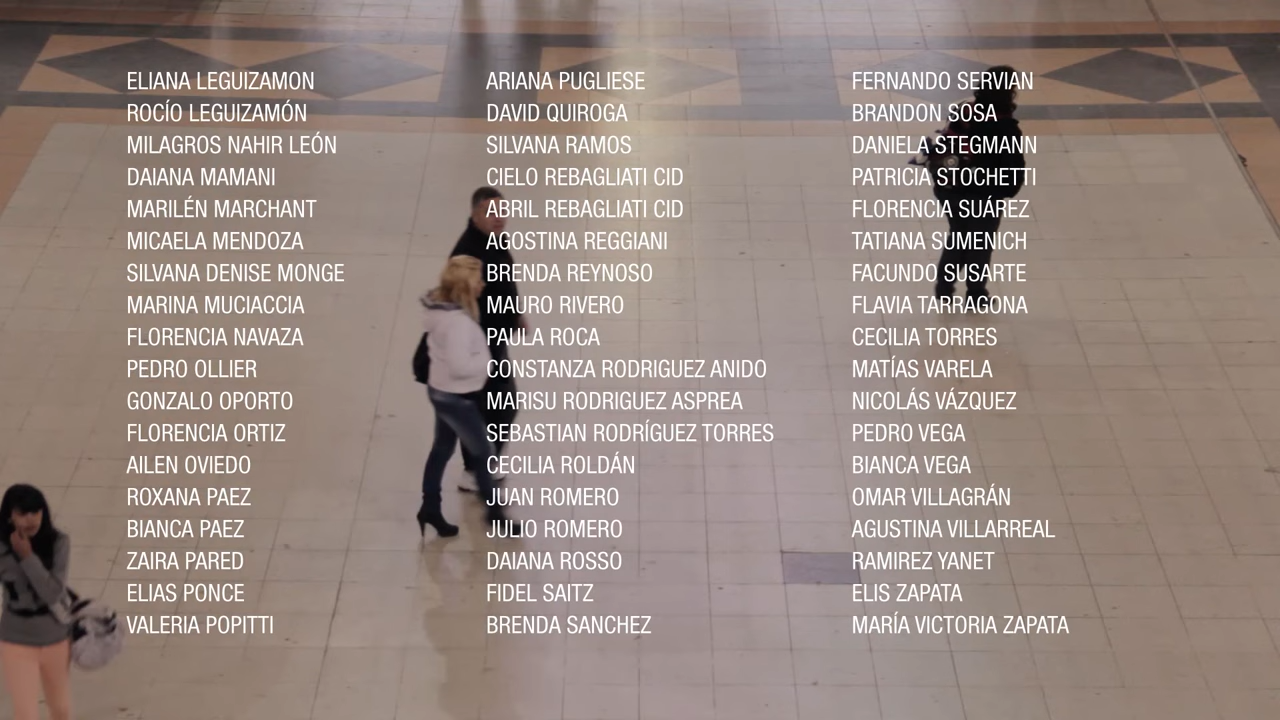 ELIANA LEGUIZAMON
ROCÍO LEGUIZAMÓN
MILAGROS NAHIR LEÓN
DAIANA MAMANI
MARILÉN MARCHANT
MICAELA MENDOZA
SILVANA DENISE MONGE
MARINA MUCIACCIA
FLORENCIA NAVAZA
PEDRO OLLIER
GONZALO OPORTO
FLORENCIA ORTIZ
AILEN OVIEDO
ROXANA PAEZ
BIANCA PAEZ
ZAIRA PARED
ELIAS PONCE
VALERIA POPITTI
ARIANA PUGLIESE
DAVID QUIROGA
SILVANA RAMOS
CIELO REBAGLIATI CID
ABRIL REBAGLIATI CID
AGOSTINA REGGIANI
BRENDA REYNOSO
MAURO RIVERO
PAULA ROCA
CONSTANZA RODRIGUEZ ANIDO
MARISU RODRIGUEZ ASPREA
SEBASTIAN RODRÍGUEZ TORRES
CECILIA ROLDÁN
JUAN ROMERO
JULIO ROMERO
DAIANA ROSSO
FIDEL SAITZ
BRENDA SANCHEZ
FERNANDO SERVIAN
BRANDON SOSA
DANIELA STEGMANN
PATRICIA STOCHETTI
FLORENCIA SUÁREZ
TATIANA SUMENICH
FACUNDO SUSARTE
FLAVIA TARRAGONA
CECILIA TORRES
MATÍAS VARELA
NICOLÁS VÁZQUEZ
PEDRO VEGA
BIANCA VEGA
OMAR VILLAGRÁN
AGUSTINA VILLARREAL
RAMIREZ YANET
ELIS ZAPATA
MARÍA VICTORIA ZAPATA